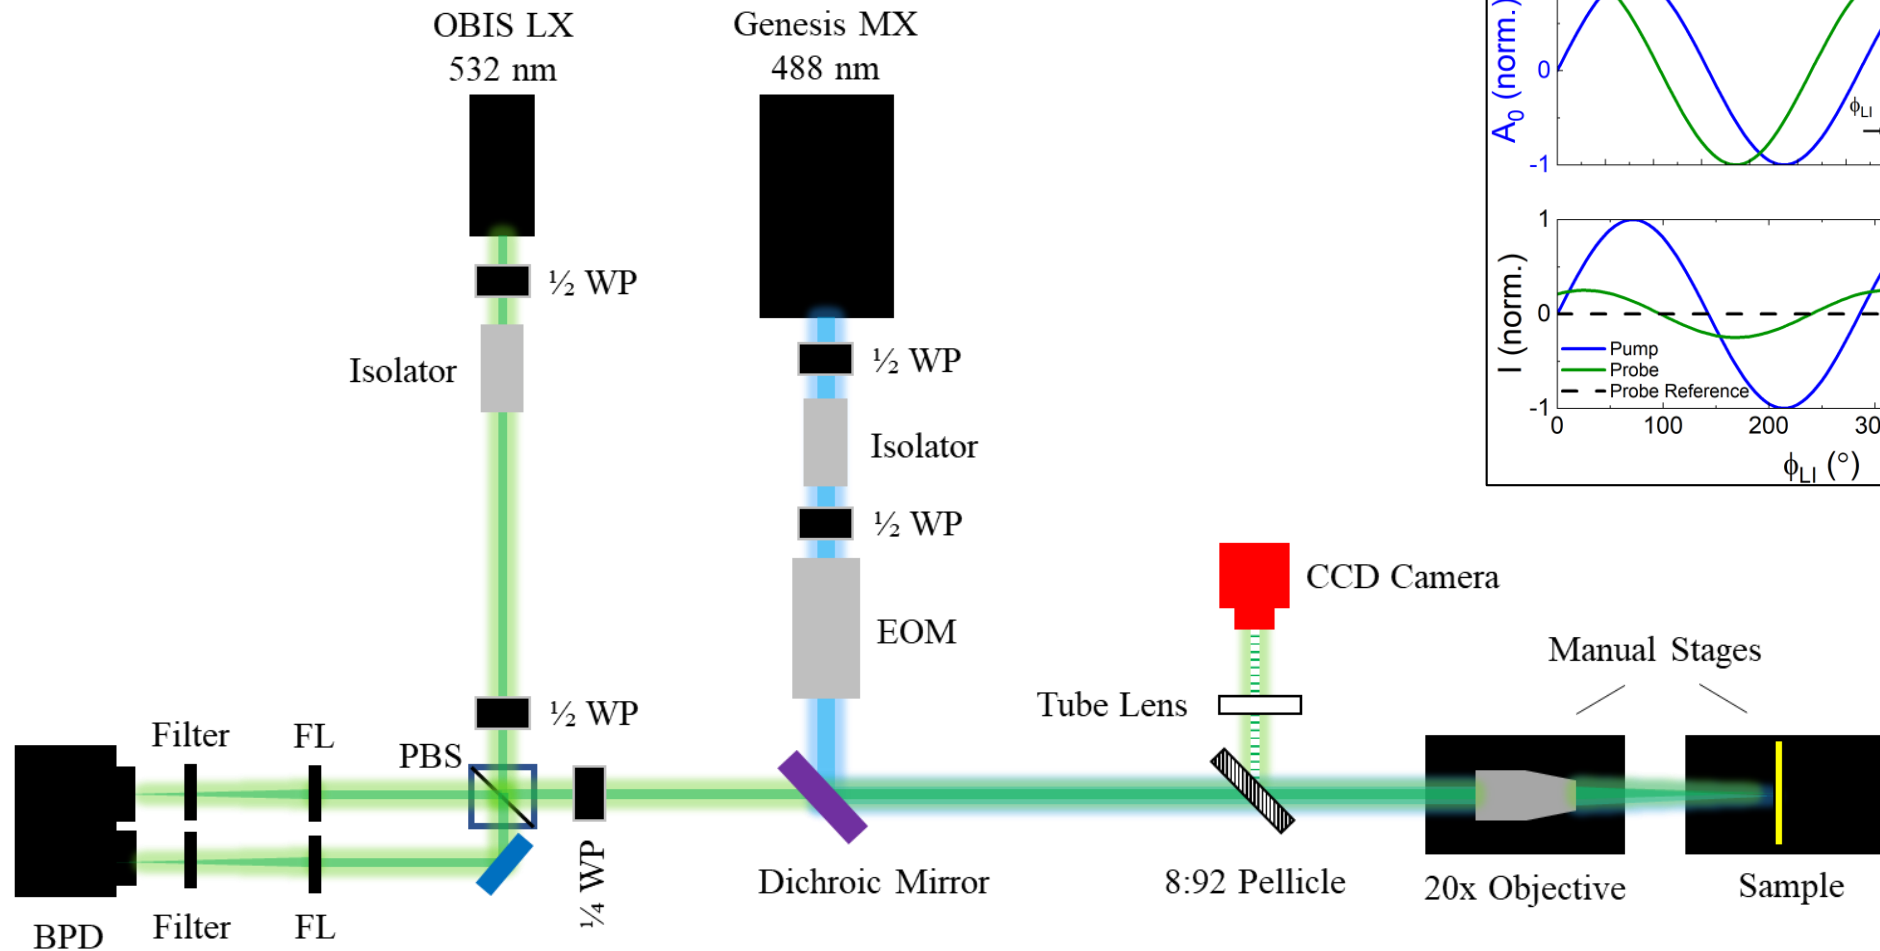 OBIS LX
532 nm
Genesis MX
488 nm
A0 (norm.)
0
-1
ϕLI
½ WP
Isolator
½ WP
Isolator
½ WP
EOM
½ WP
PBS
Filter
FL
BPD
Filter
FL
¼ WP
Dichroic Mirror
CCD Camera
Tube Lens
8:92 Pellicle
Manual Stages
20x Objective
Sample
I (norm.)
1
0
-1
Pump
Probe
Probe Reference
0
100
200
30
ϕLI (°)